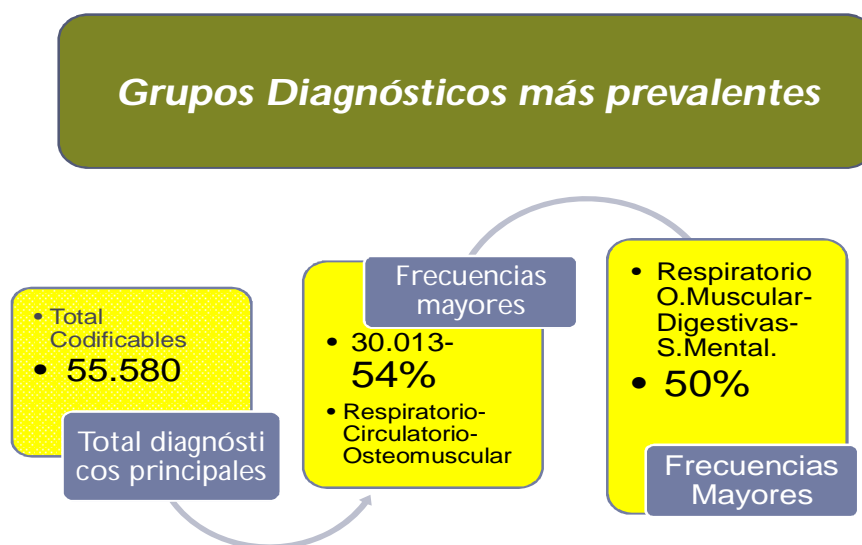 Grupos Diagnósticos más prevalentes
• Total
Codificables
• 55.580
Total diagnósti
cos principales
Frecuencias
mayores
• 30.013-
54%
• Respiratorio-
Circulatorio-
Osteomuscular
• Respiratorio
O.Muscular-
Digestivas-
S.Mental.
• 50%
Frecuencias
Mayores